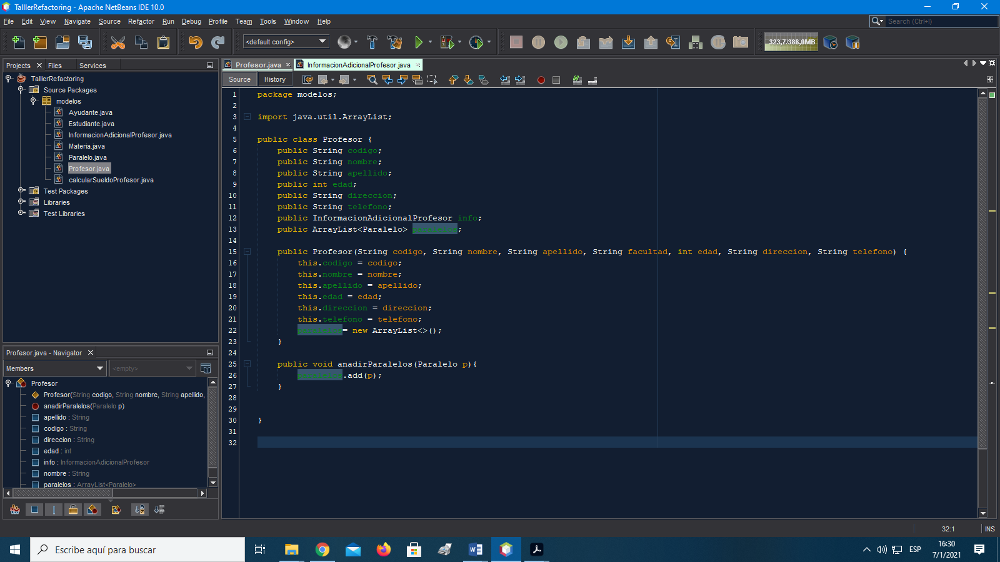 TalllerRefactoring - Apache NetBeans IDE 10.0
File Edit View Navigate Source Refactor Run Debug Profile Team Tools Window Help
Search (Ctrl+I)
<default config>
323,7/386,0MB
Projects Files Services
TalllerRefactoring
Source Packages
modelos
Ayudante.java
Estudiante.java
InformacionAdicionalProfesor.java
Materia.java
Paralelo.java
Profesor.java
calcularSueldoProfesor.java
Test Packages
Libraries
Test Libraries
Profesor.java - Navigator
Members
<empty>
Profesor
Profesor(String codigo, String nombre, String apellido,
anadirParalelos(Paralelo p)
apellido : String
codigo : String
direccion : String
edad : int
info : InformacionAdicionalProfesor
nombre : String
paralelos : ArrayList<Paralelo>
Profesor.java InformacionAdicionalProfesor.java
Source History
1 package modelos;
2
3 import java.util.ArrayList;
4
5 public class Profesor {
6 public String codigo;
7 public String nombre;
8 public String apellido;
9 public int edad;
10 public String direccion;
11 public String telefono;
12 public InformacionAdicionalProfesor info;
13 public ArrayList<Paralelo> paralelos;
14
15 public Profesor(String codigo, String nombre, String apellido, String facultad, int edad, String direccion, String telefono) {
16 this.codigo = codigo;
17 this.nombre = nombre;
18 this.apellido = apellido;
19 this.edad = edad;
20 this.direccion = direccion;
21 this.telefono = telefono;
22 paralelos= new ArrayList<>();
23 }
24
25 public void anadirParalelos(Paralelo p){
26 paralelos.add(p);
27 }
28
29
30 }
31
32
32:1 INS
Escribe aquí para buscar
ESP
16:30
7/1/2021